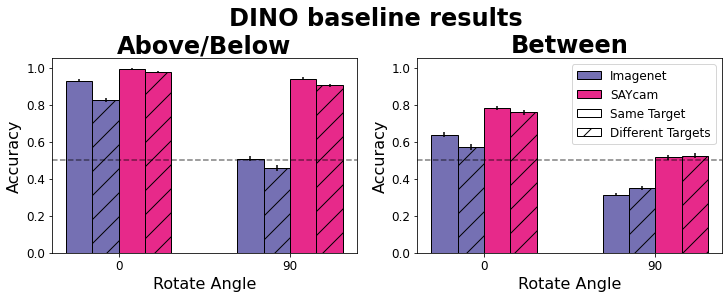 DINO baseline results
Above/Below
Accuracy
1.0
0.8
0.6
0.4
0.2
0.0
0
90
Rotate Angle
Between
Accuracy
1.0
0.8
0.6
0.4
0.2
0.0
0
90
Rotate Angle
Imagenet
SAYcam
Same Target
Different Targets